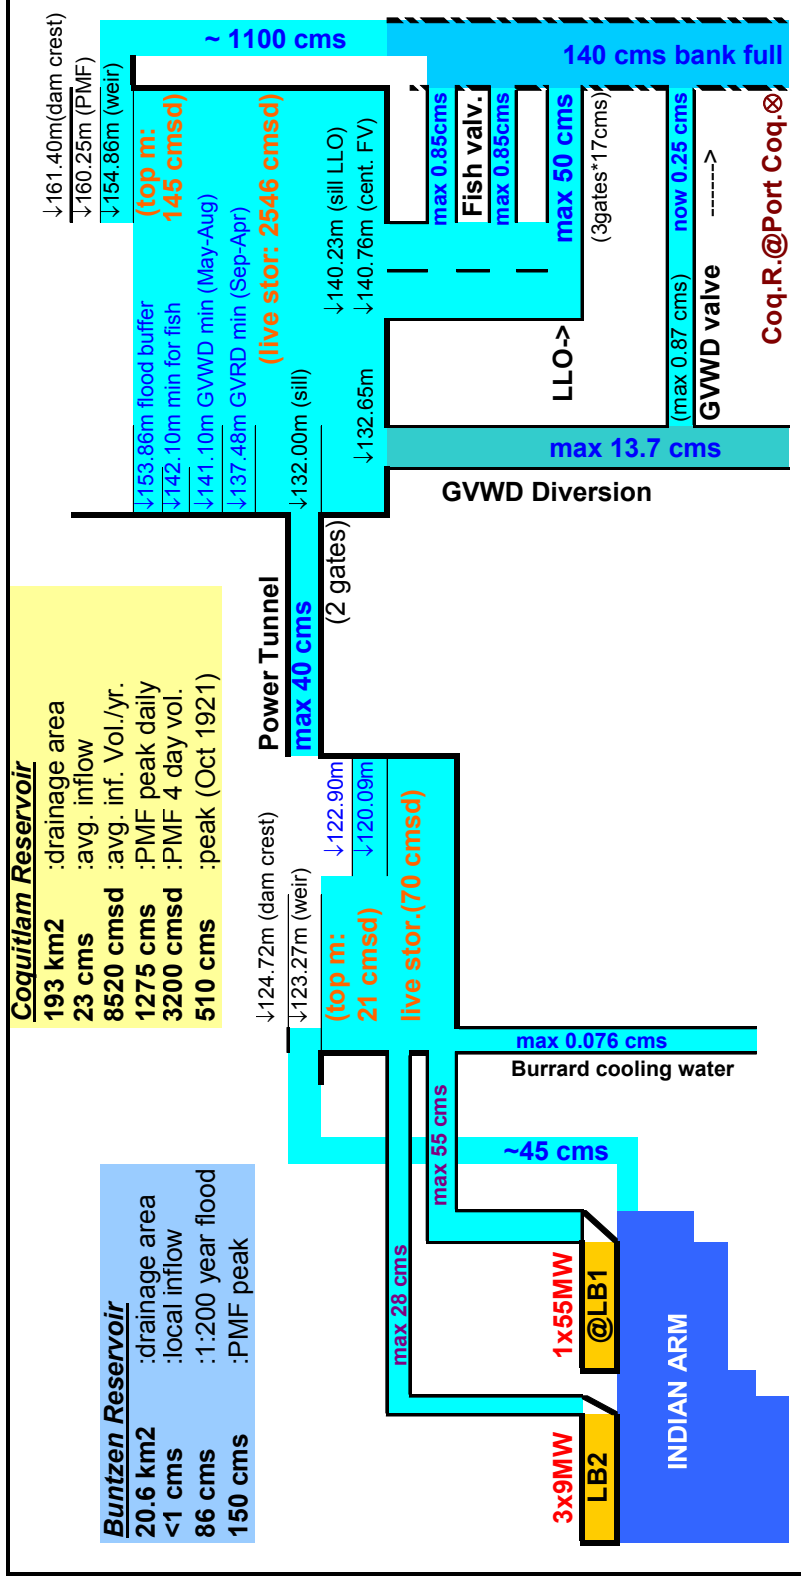 Buntzen Reservoir
20.6 km2 :drainage area
<1 cms :local inflow
86 cms :1:200 year flood
150 cms :PMF peak
Coquitlam Reservoir
193 km2 :drainage area
23 cms :avg. inflow
8520 cmsd :avg. inf. Vol./yr.
1275 cms :PMF peak daily
3200 cmsd :PMF 4 day vol.
510 cms :peak (Oct 1921)
↓161.40m(dam crest)
↓160.25m (PMF)
↓154.86m (weir)
(top m:
145 cmsd)
↓153.86m flood buffer
↓142.10m min for fish
↓141.10m GVWD min (May-Aug)
↓137.48m GVRD min (Sep-Apr)
(live stor: 2546 cmsd)
↓132.00m (sill)
↓140.23m (sill LLO)
↓140.76m (cent. FV)
↓132.65m
~ 1100 cms
140 cms bank full
max 0.85cms
Fish valv.
max 0.85cms
max 50 cms
(3gates*17cms)
LLO->
(max 0.87 cms) now 0.25 cms
GVWD valve ------>
Coq.R.@Port Coq.⊗
max 13.7 cms
GVWD Diversion
Power Tunnel
max 40 cms
(2 gates)
↓124.72m (dam crest)
↓123.27m (weir)
↓122.90m
↓120.09m
(top m:
21 cmsd)
live stor.(70 cmsd)
max 0.076 cms
Burrard cooling water
max 28 cms
max 55 cms
~45 cms
3x9MW
LB2
1x55MW
@LB1
INDIAN ARM